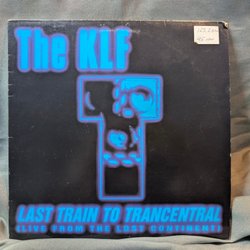 The KLF
LAST TRAIN TO TRANCENTRAL
(LIVE FROM THE LOST CONTINENT)